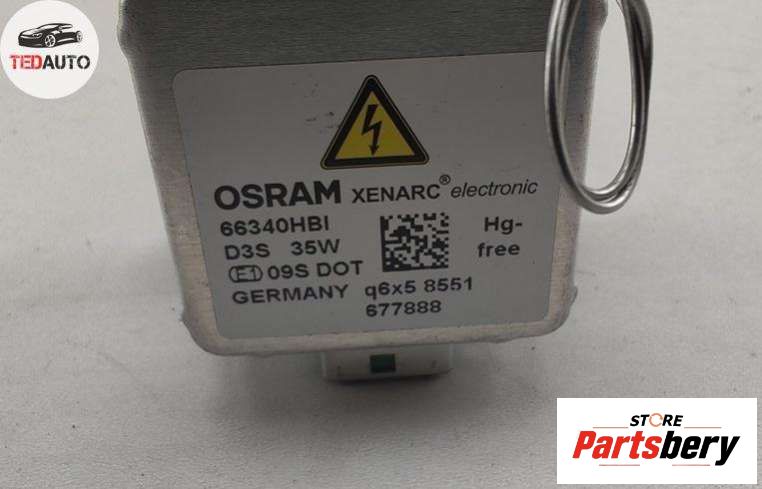 TEDAUTO
OSRAM XENARC® electronic
66340HBI
D3S 35W
Hg-
free
E1 09S DOT
GERMANY q6x5 8551
677888
STORE
Partsbery